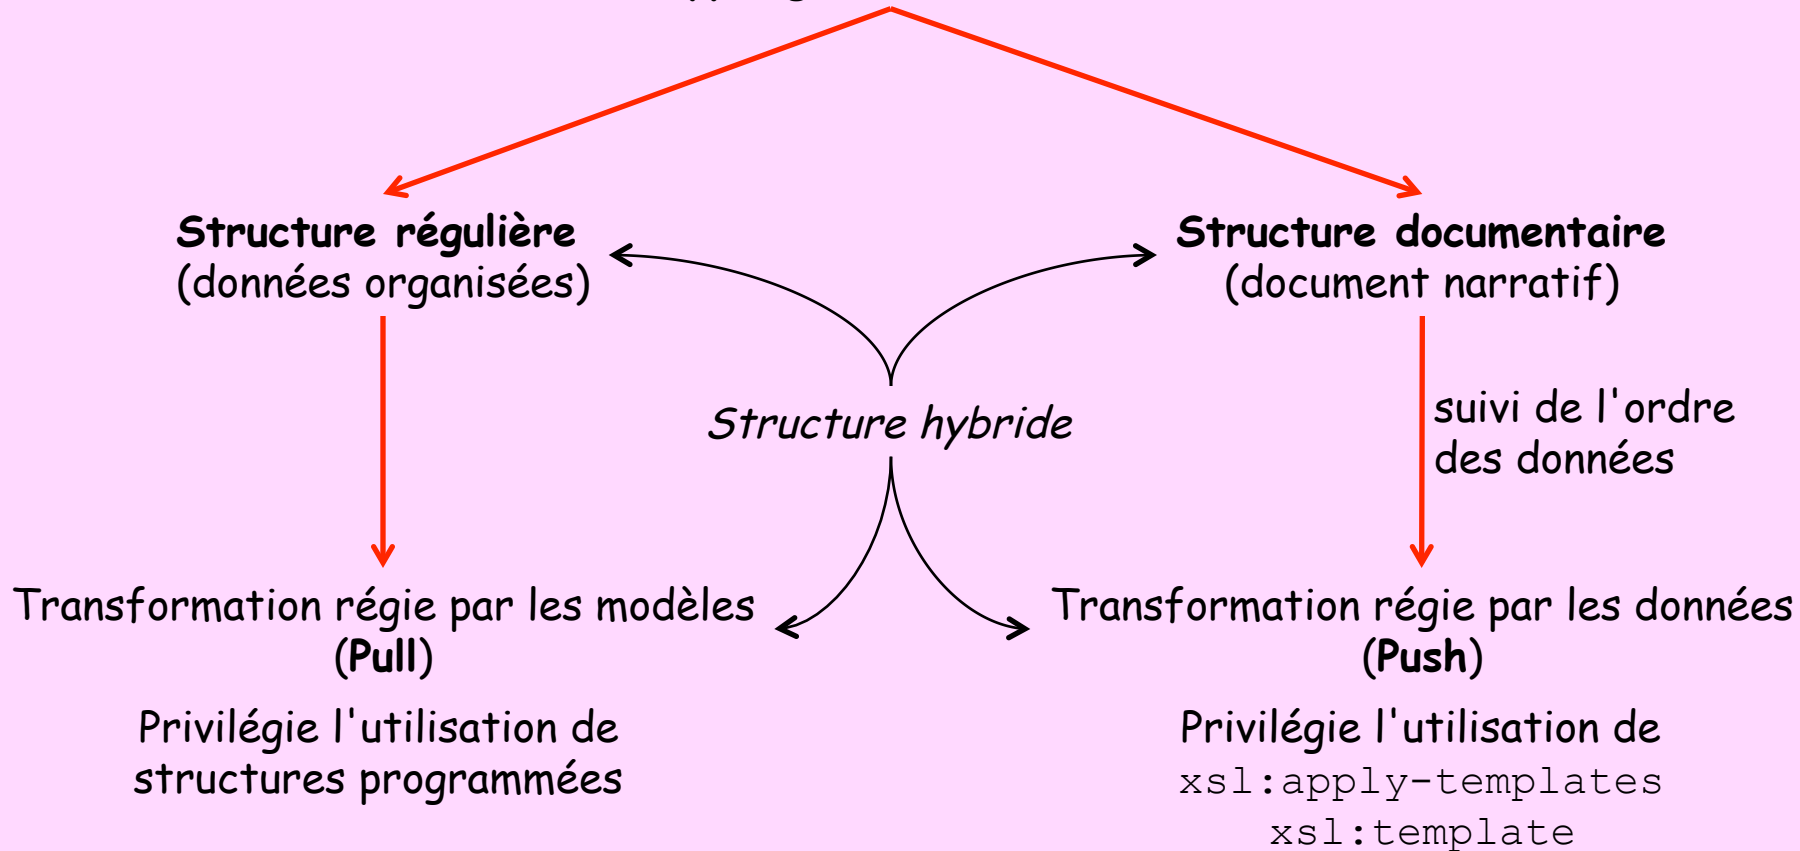 Structure régulière
(données organisées)
Structure documentaire
(document narratif)
Structure hybride
suivi de l'ordre
des données
Transformation régie par les modèles
(Pull)
Privilégie l'utilisation de
structures programmées
Transformation régie par les données
(Push)
Privilégie l'utilisation de
xsl:apply-templates
xsl:template